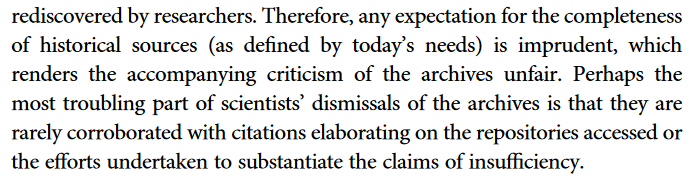 rediscovered by researchers. Therefore, any expectation for the completeness
of historical sources (as defined by today’s needs) is imprudent, which
renders the accompanying criticism of the archives unfair. Perhaps the
most troubling part of scientists’ dismissals of the archives is that they are
rarely corroborated with citations elaborating on the repositories accessed or
the efforts undertaken to substantiate the claims of insufficiency.